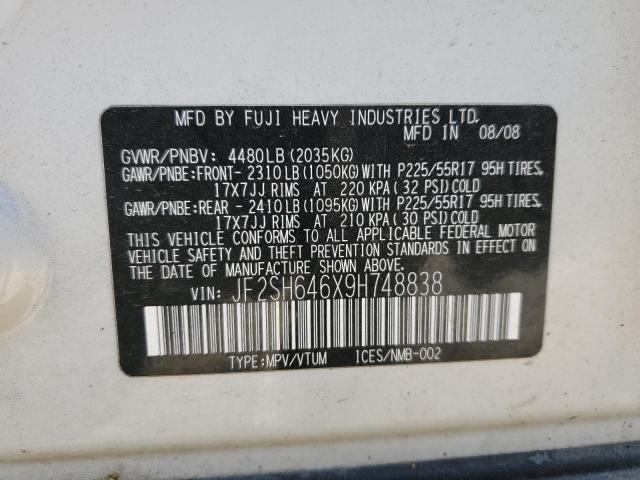 MFD BY FUJI HEAVY INDUSTRIES LTD.
MFD IN 08/08
GVWR/PNBV: 4480LB(2035KG)
GAWR/PNBE:FRONT- 2310LB(1050KG)WITH P225/55R17 95H TIRES,
17X7JJ RIMS AT 220 KPA(32 PSI)COLD
GAWR/PNBE:REAR - 2410LB(1095KG)WITH P225/55R17 95H TIRES,
17X7JJ RIMS AT 210 KPA(30 PSI)COLD
THIS VEHICLE CONFORMS TO ALL APPLICABLE FEDERAL MOTOR
VEHICLE SAFETY AND THEFT PREVENTION STANDARDS IN EFFECT ON
THE DATE OF MANUFACTURE SHOWN ABOVE.
VIN: JF2SH646X9H748838
TYPE:MPV/VTUM ICES/NMB-002